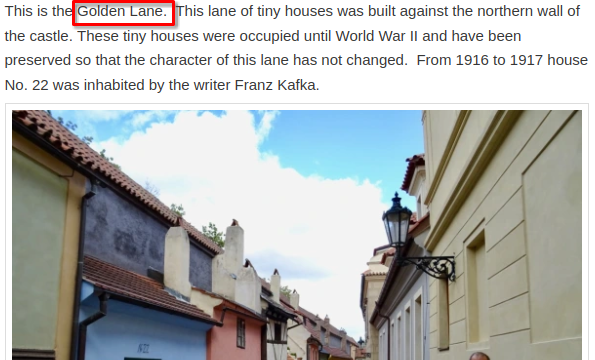 This is the Golden Lane. This lane of tiny houses was built against the northern wall of
the castle. These tiny houses were occupied until World War II and have been
preserved so that the character of this lane has not changed. From 1916 to 1917 house
No. 22 was inhabited by the writer Franz Kafka.